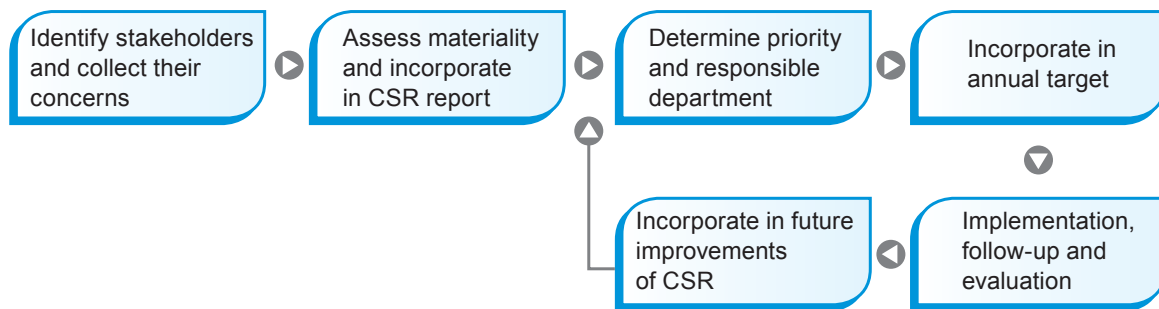 Identify stakeholders
and collect their
concerns
Assess materiality
and incorporate
in CSR report
Determine priority
and responsible
department
Incorporate in
annual target
Incorporate in future
improvements
of CSR
Implementation,
follow-up and
evaluation